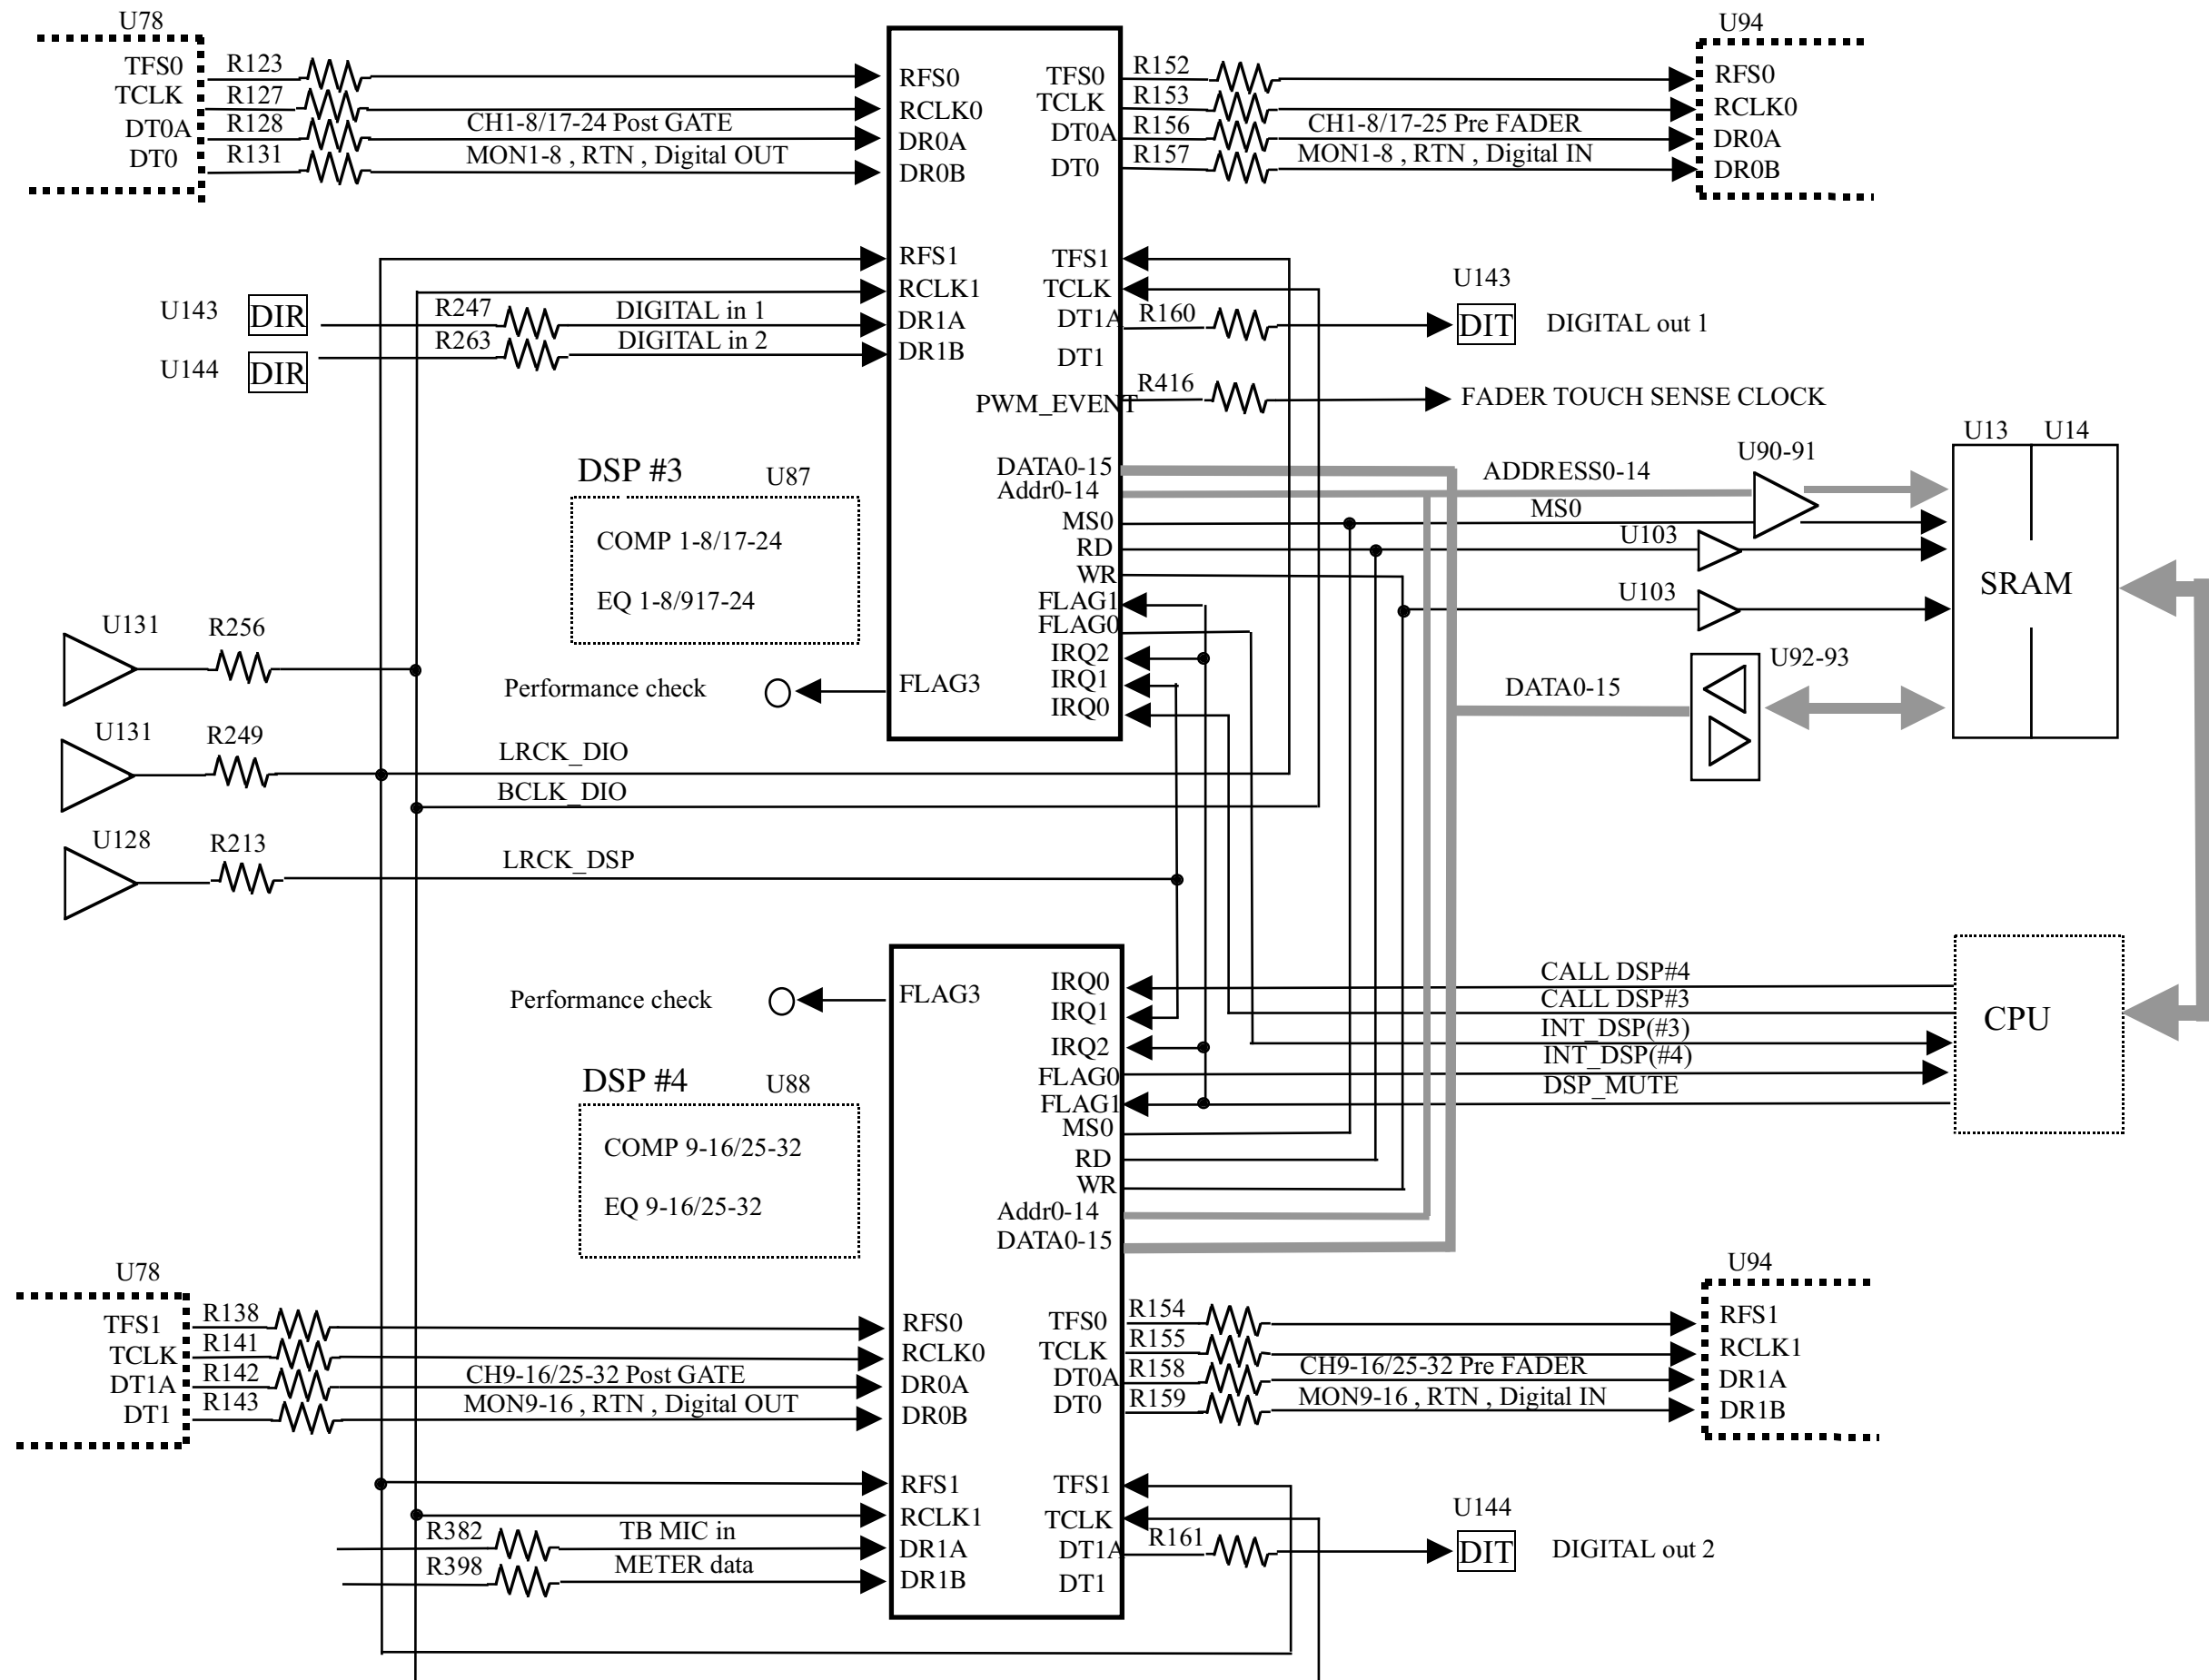 U78
TFS0
TCLK
DT0A
DT0
R123
R127
R128
R131
CH1-8/17-24 Post GATE
MON1-8 , RTN , Digital OUT
RFS0
RCLK0
DR0A
DR0B
TFS0
TCLK
DT0A
DT0
R152
R153
R156
R157
CH1-8/17-25 Pre FADER
MON1-8 , RTN , Digital IN
U94
RFS0
RCLK0
DR0A
DR0B
RFS1
RCLK1
DR1A
DR1B
U143
DIR
R247
DIGITAL in 1
U144
DIR
R263
DIGITAL in 2
TFS1
TCLK
DT1A
DT1
PWM_EVENT
R160
U143
DIT
DIGITAL out 1
R416
FADER TOUCH SENSE CLOCK
DSP #3
U87
COMP 1-8/17-24
EQ 1-8/917-24
DATA0-15
Addr0-14
MS0
RD
WR
FLAG1
FLAG0
IRQ2
IRQ1
IRQ0
ADDRESS0-14
MS0
U90-91
U103
U103
U92-93
DATA0-15
U13
U14
SRAM
Performance check
FLAG3
U131
R256
U131
R249
LRCK_DIO
BCLK_DIO
U128
R213
LRCK_DSP
Performance check
FLAG3
IRQ0
IRQ1
IRQ2
FLAG0
FLAG1
MS0
RD
WR
Addr0-14
DATA0-15
CALL DSP#4
CALL DSP#3
INT_DSP(#3)
INT_DSP(#4)
DSP_MUTE
CPU
DSP #4
U88
COMP 9-16/25-32
EQ 9-16/25-32
U78
TFS1
TCLK
DT1A
DT1
R138
R141
R142
R143
CH9-16/25-32 Post GATE
MON9-16 , RTN , Digital OUT
RFS0
RCLK0
DR0A
DR0B
TFS0
TCLK
DT0A
DT0
R154
R155
R158
R159
CH9-16/25-32 Pre FADER
MON9-16 , RTN , Digital IN
U94
RFS1
RCLK1
DR1A
DR1B
RFS1
RCLK1
DR1A
DR1B
R382
TB MIC in
R398
METER data
TFS1
TCLK
DT1A
DT1
R161
U144
DIT
DIGITAL out 2